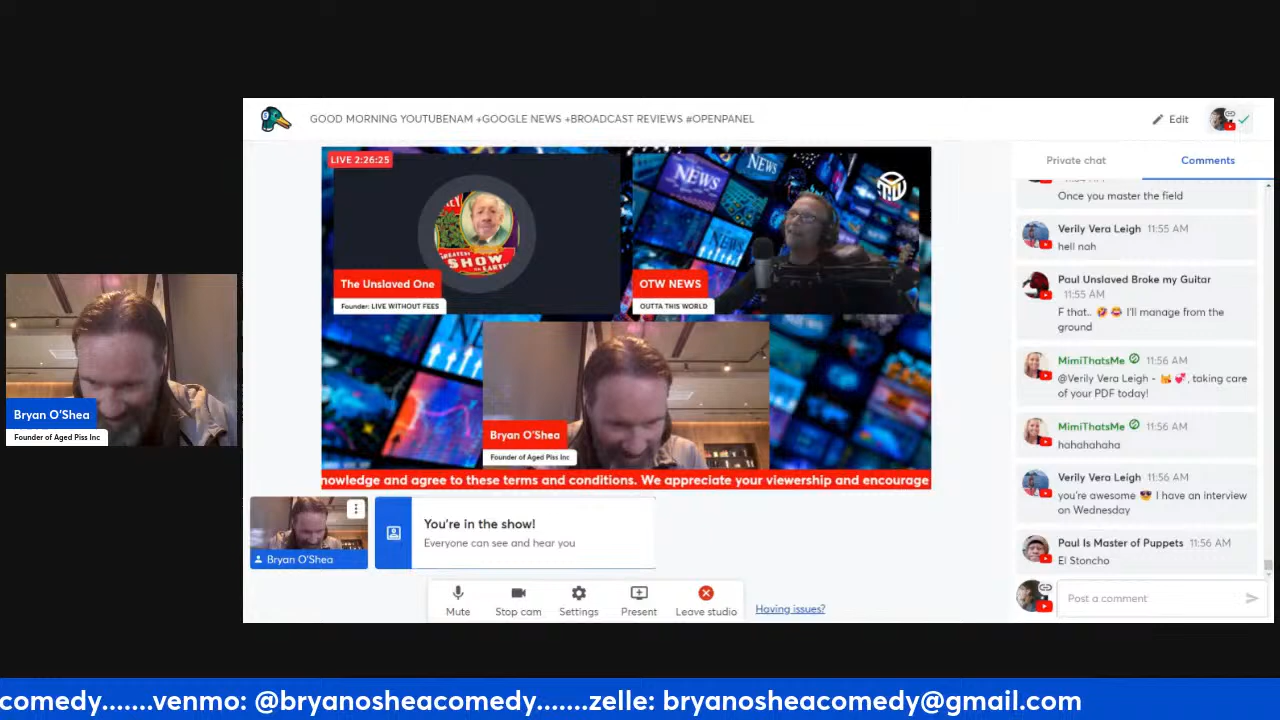 GOOD MORNING YOUTUBENAM +GOOGLE NEWS +BROADCAST REVIEWS #OPENPANEL
Edit
Private chat
Comments
LIVE 2:26:25
NEWS
NEWS
NEWS
The Unslaved One
Founder: LIVE WITHOUT FEES
GREATEST
SHOW
ON EARTH
OTW NEWS
OUTTA THIS WORLD
Bryan O'Shea
Founder of Aged Piss Inc
nowledge and agree to these terms and conditions. We appreciate your viewership and encourage
Bryan O'Shea
Founder of Aged Piss Inc
Bryan O'Shea
You're in the show!
Everyone can see and hear you
Mute
Stop cam
Settings
Present
Leave studio
Having issues?
Once you master the field
Verily Vera Leigh 11:55 AM
hell nah
Paul Unslaved Broke my Guitar
11:55 AM
F that.. 🤣 😂 I'll manage from the
ground
MimiThatsMe 11:56 AM
@Verily Vera Leigh - 🙌 💞, taking care
of your PDF today!
MimiThatsMe 11:56 AM
hahahahaha
Verily Vera Leigh 11:56 AM
you're awesome 😎 I have an interview
on Wednesday
Paul Is Master of Puppets 11:56 AM
El Stoncho
Post a comment
comedy.......venmo: @bryanosheacomedy.......zelle: bryanosheacomedy@gmail.com